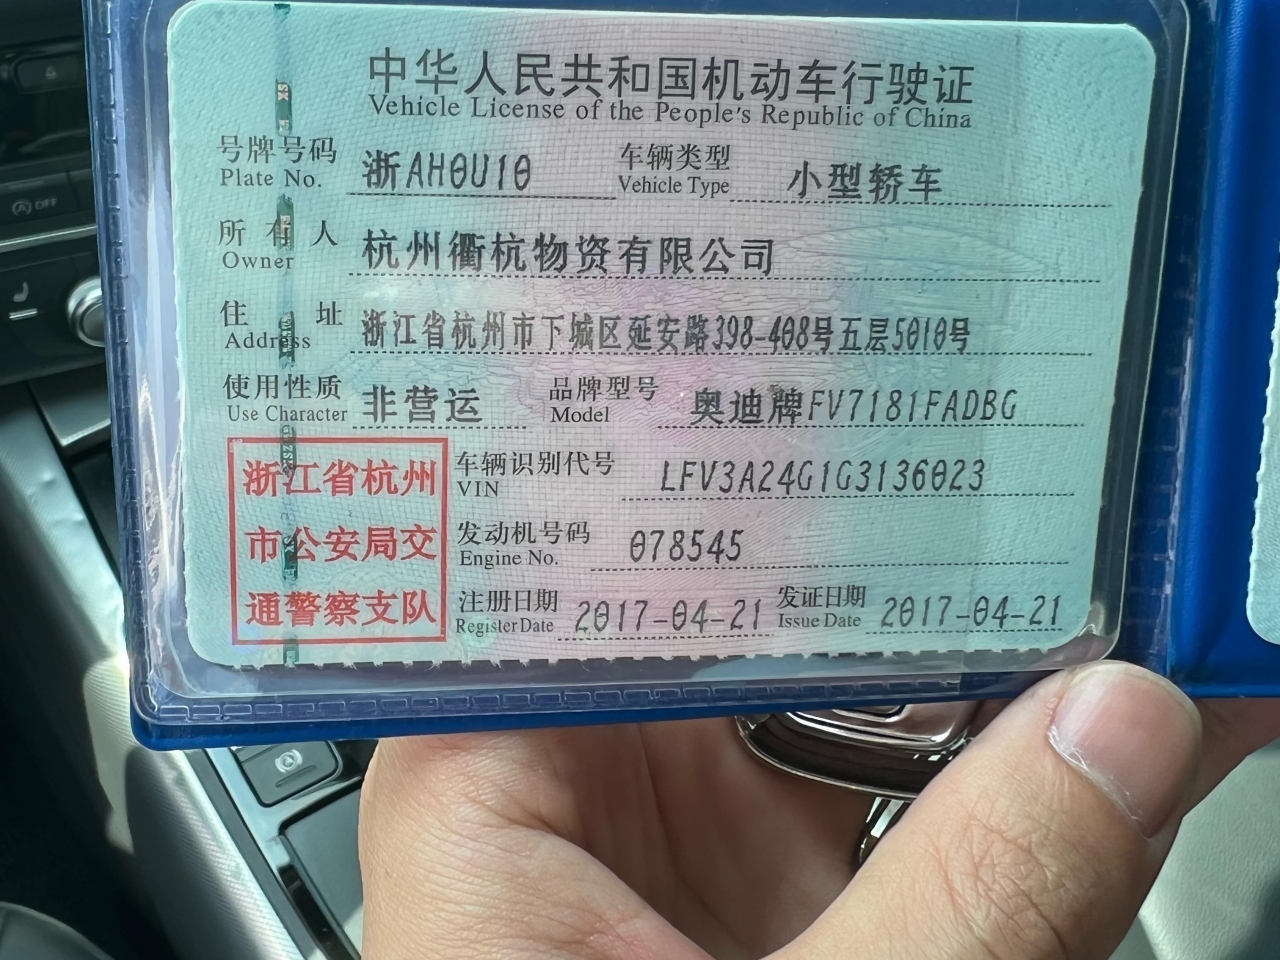 中华人民共和国机动车行驶证
Vehicle License of the People's Republic of China
号牌号码 浙AH0U10 车辆类型 小型轿车
Plate No. Vehicle Type
所有人 杭州衢杭物资有限公司
Owner
住址 浙江省杭州市下城区延安路398-408号五层5010号
Address
使用性质 非营运 品牌型号 奥迪牌FV7181FADBG
Use Character Model
浙江省杭州
市公安局交
通警察支队
车辆识别代号 LFV3A24G1G3136023
VIN
发动机号码 078545
Engine No.
注册日期 2017-04-21 发证日期 2017-04-21
Register Date Issue Date
OFF